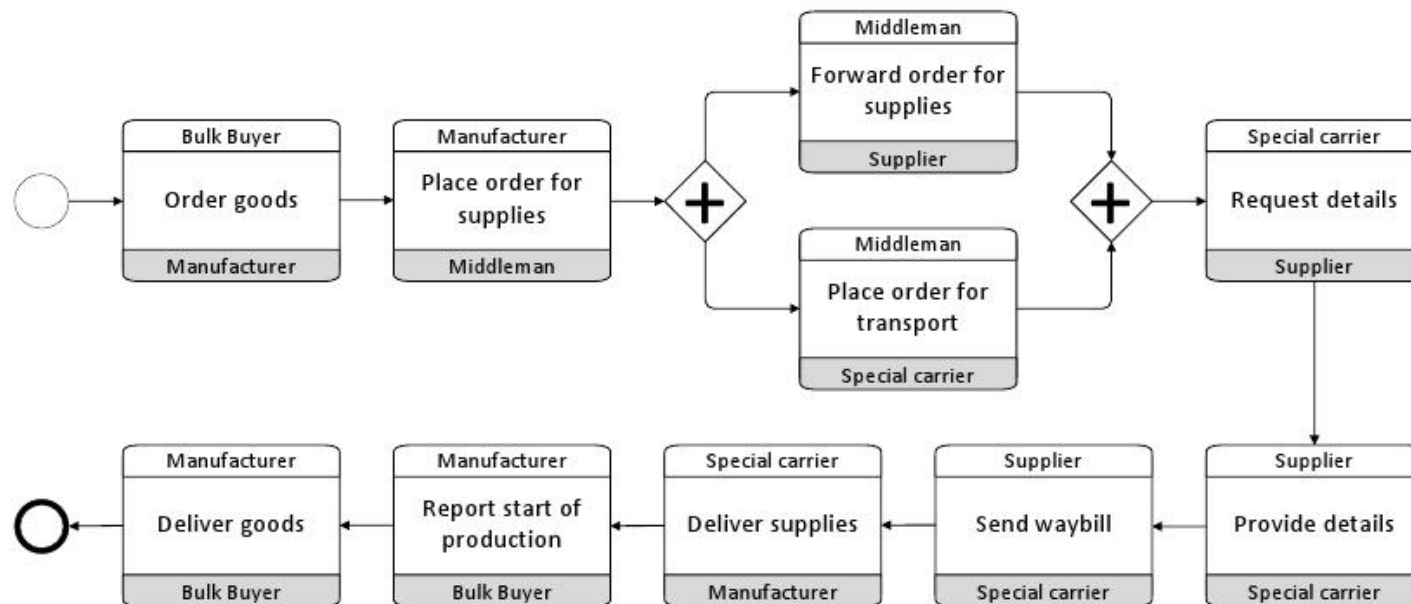 Bulk Buyer
Order goods
Manufacturer
Manufacturer
Place order for
supplies
Middleman
Middleman
Forward order for
supplies
Supplier
Middleman
Place order for
transport
Special carrier
Special carrier
Request details
Supplier
Supplier
Provide details
Special carrier
Supplier
Send waybill
Special carrier
Special carrier
Deliver supplies
Manufacturer
Manufacturer
Report start of
production
Bulk Buyer
Manufacturer
Deliver goods
Bulk Buyer